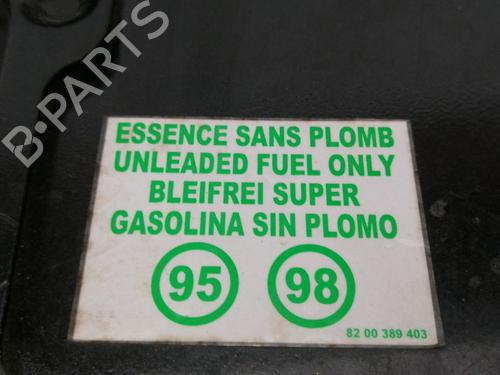 B-PARTS
ESSENCE SANS PLOMB
UNLEADED FUEL ONLY
BLEIFREI SUPER
GASOLINA SIN PLOMO
95 98
82 00 389 403